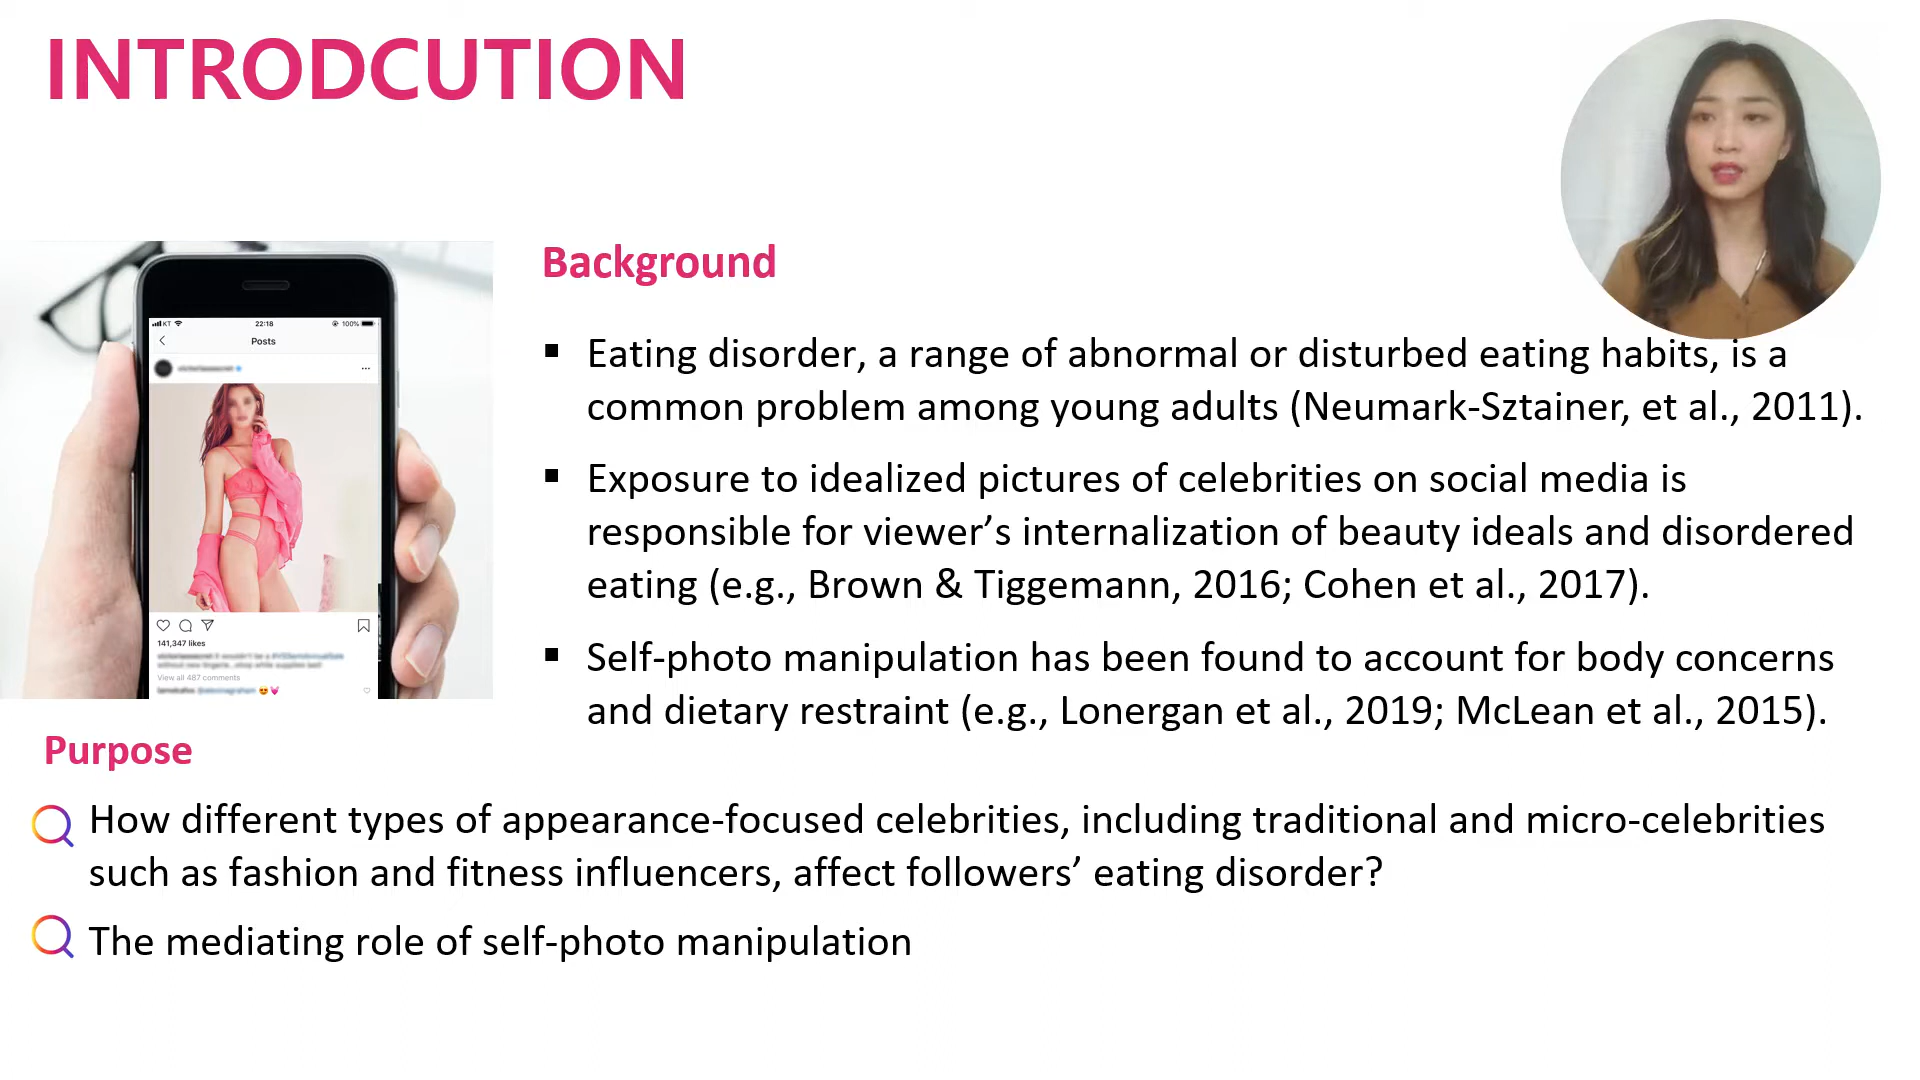 INTRODCUTION
Background
Eating disorder, a range of abnormal or disturbed eating habits, is a
common problem among young adults (Neumark-Sztainer, et al., 2011).
Exposure to idealized pictures of celebrities on social media is
responsible for viewer’s internalization of beauty ideals and disordered
eating (e.g., Brown & Tiggemann, 2016; Cohen et al., 2017).
Self-photo manipulation has been found to account for body concerns
and dietary restraint (e.g., Lonergan et al., 2019; McLean et al., 2015).
KT 22:18 100%
Posts
141,347 likes
View all 487 comments
Purpose
How different types of appearance-focused celebrities, including traditional and micro-celebrities
such as fashion and fitness influencers, affect followers’ eating disorder?
The mediating role of self-photo manipulation